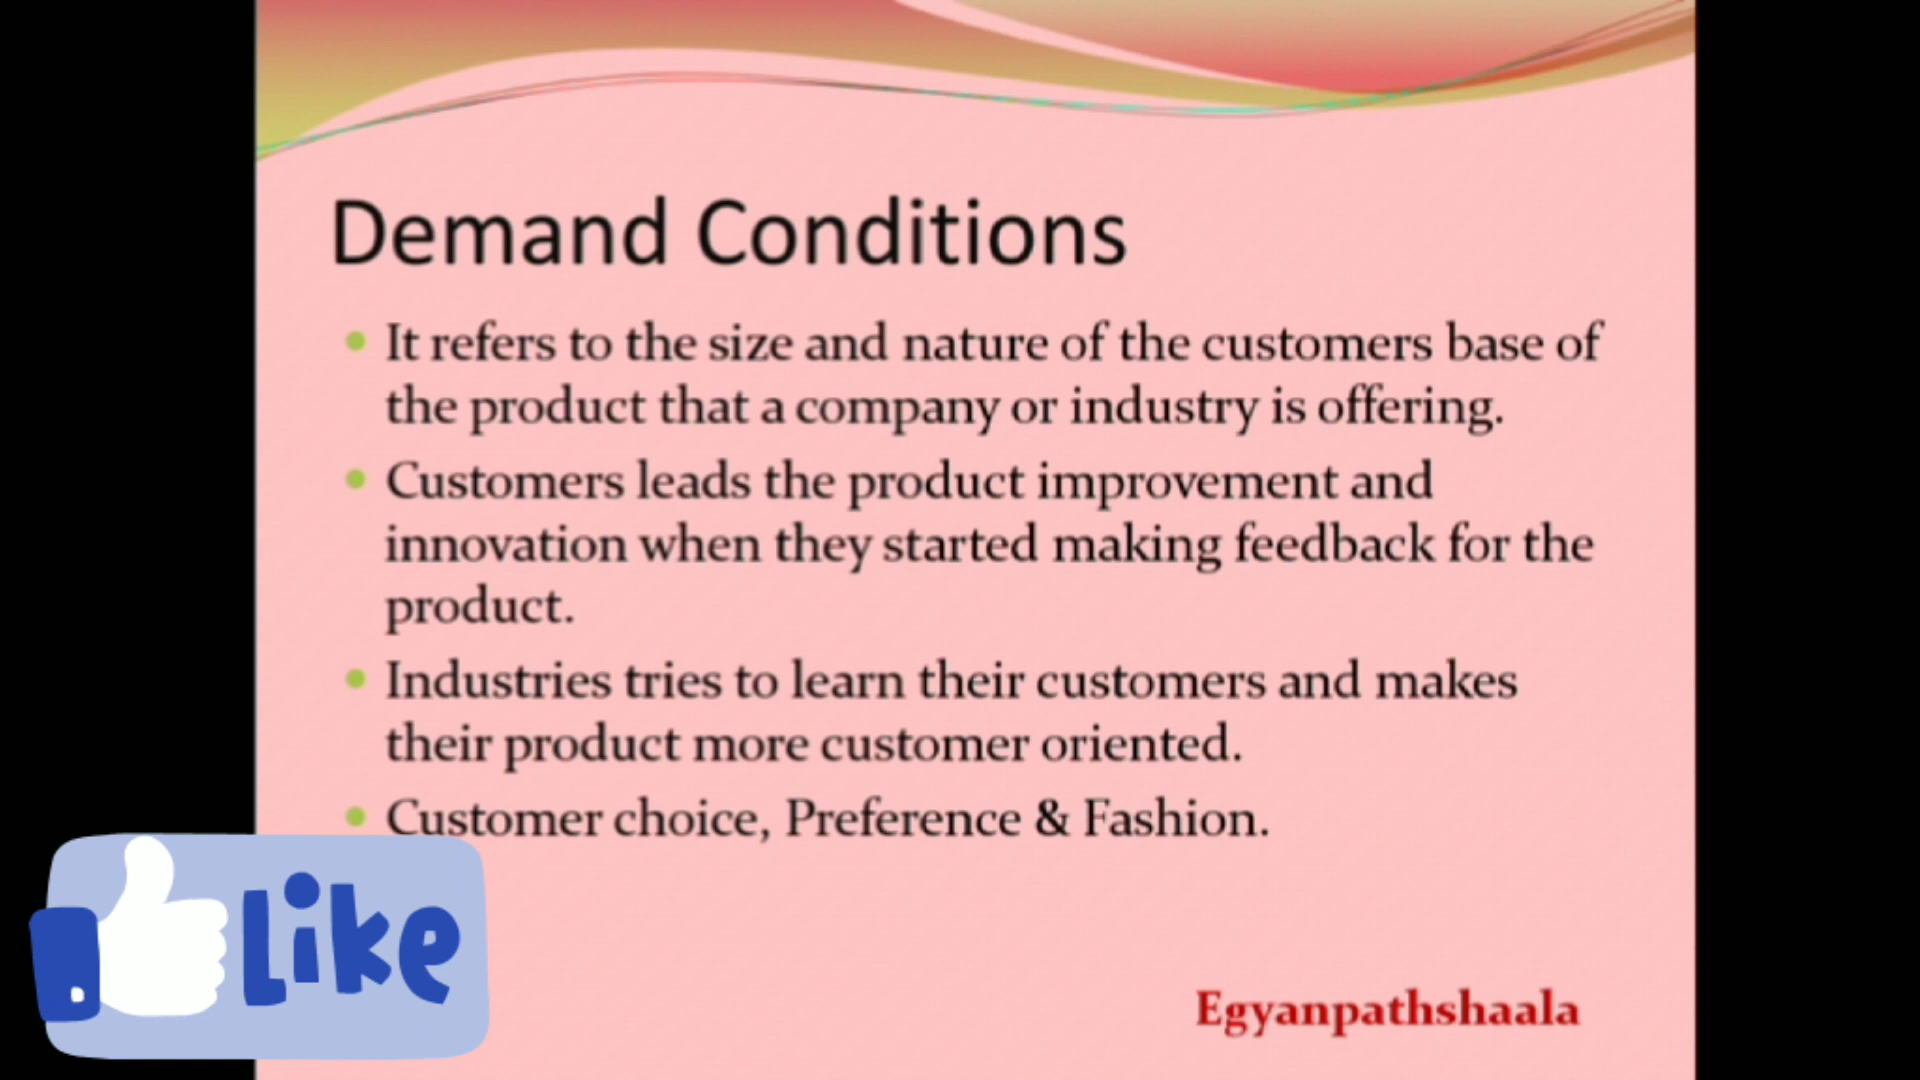 Demand Conditions
It refers to the size and nature of the customers base of
the product that a company or industry is offering.
Customers leads the product improvement and
innovation when they started making feedback for the
product.
Industries tries to learn their customers and makes
their product more customer oriented.
Customer choice, Preference & Fashion.
Like
Egyanpathshaala